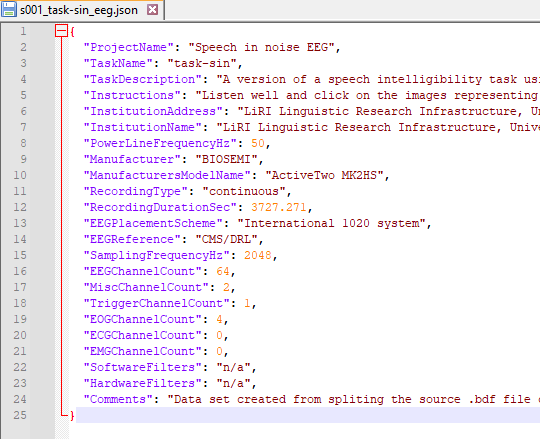 s001_task-sin_eeg.json
1 {
2 "ProjectName": "Speech in noise EEG",
3 "TaskName": "task-sin",
4 "TaskDescription": "A version of a speech intelligibility task usi
5 "Instructions": "Listen well and click on the images representing
6 "InstitutionAddress": "LiRI Linguistic Research Infrastructure, Un
7 "InstitutionName": "LiRI Linguistic Research Infrastructure, Unive
8 "PowerLineFrequencyHz": 50,
9 "Manufacturer": "BIOSEMI",
10 "ManufacturersModelName": "ActiveTwo MK2HS",
11 "RecordingType": "continuous",
12 "RecordingDurationSec": 3727.271,
13 "EEGPlacementScheme": "International 1020 system",
14 "EEGReference": "CMS/DRL",
15 "SamplingFrequencyHz": 2048,
16 "EEGChannelCount": 64,
17 "MiscChannelCount": 2,
18 "TriggerChannelCount": 1,
19 "EOGChannelCount": 4,
20 "ECGChannelCount": 0,
21 "EMGChannelCount": 0,
22 "SoftwareFilters": "n/a",
23 "HardwareFilters": "n/a",
24 "Comments": "Data set created from spliting the source .bdf file
25 }